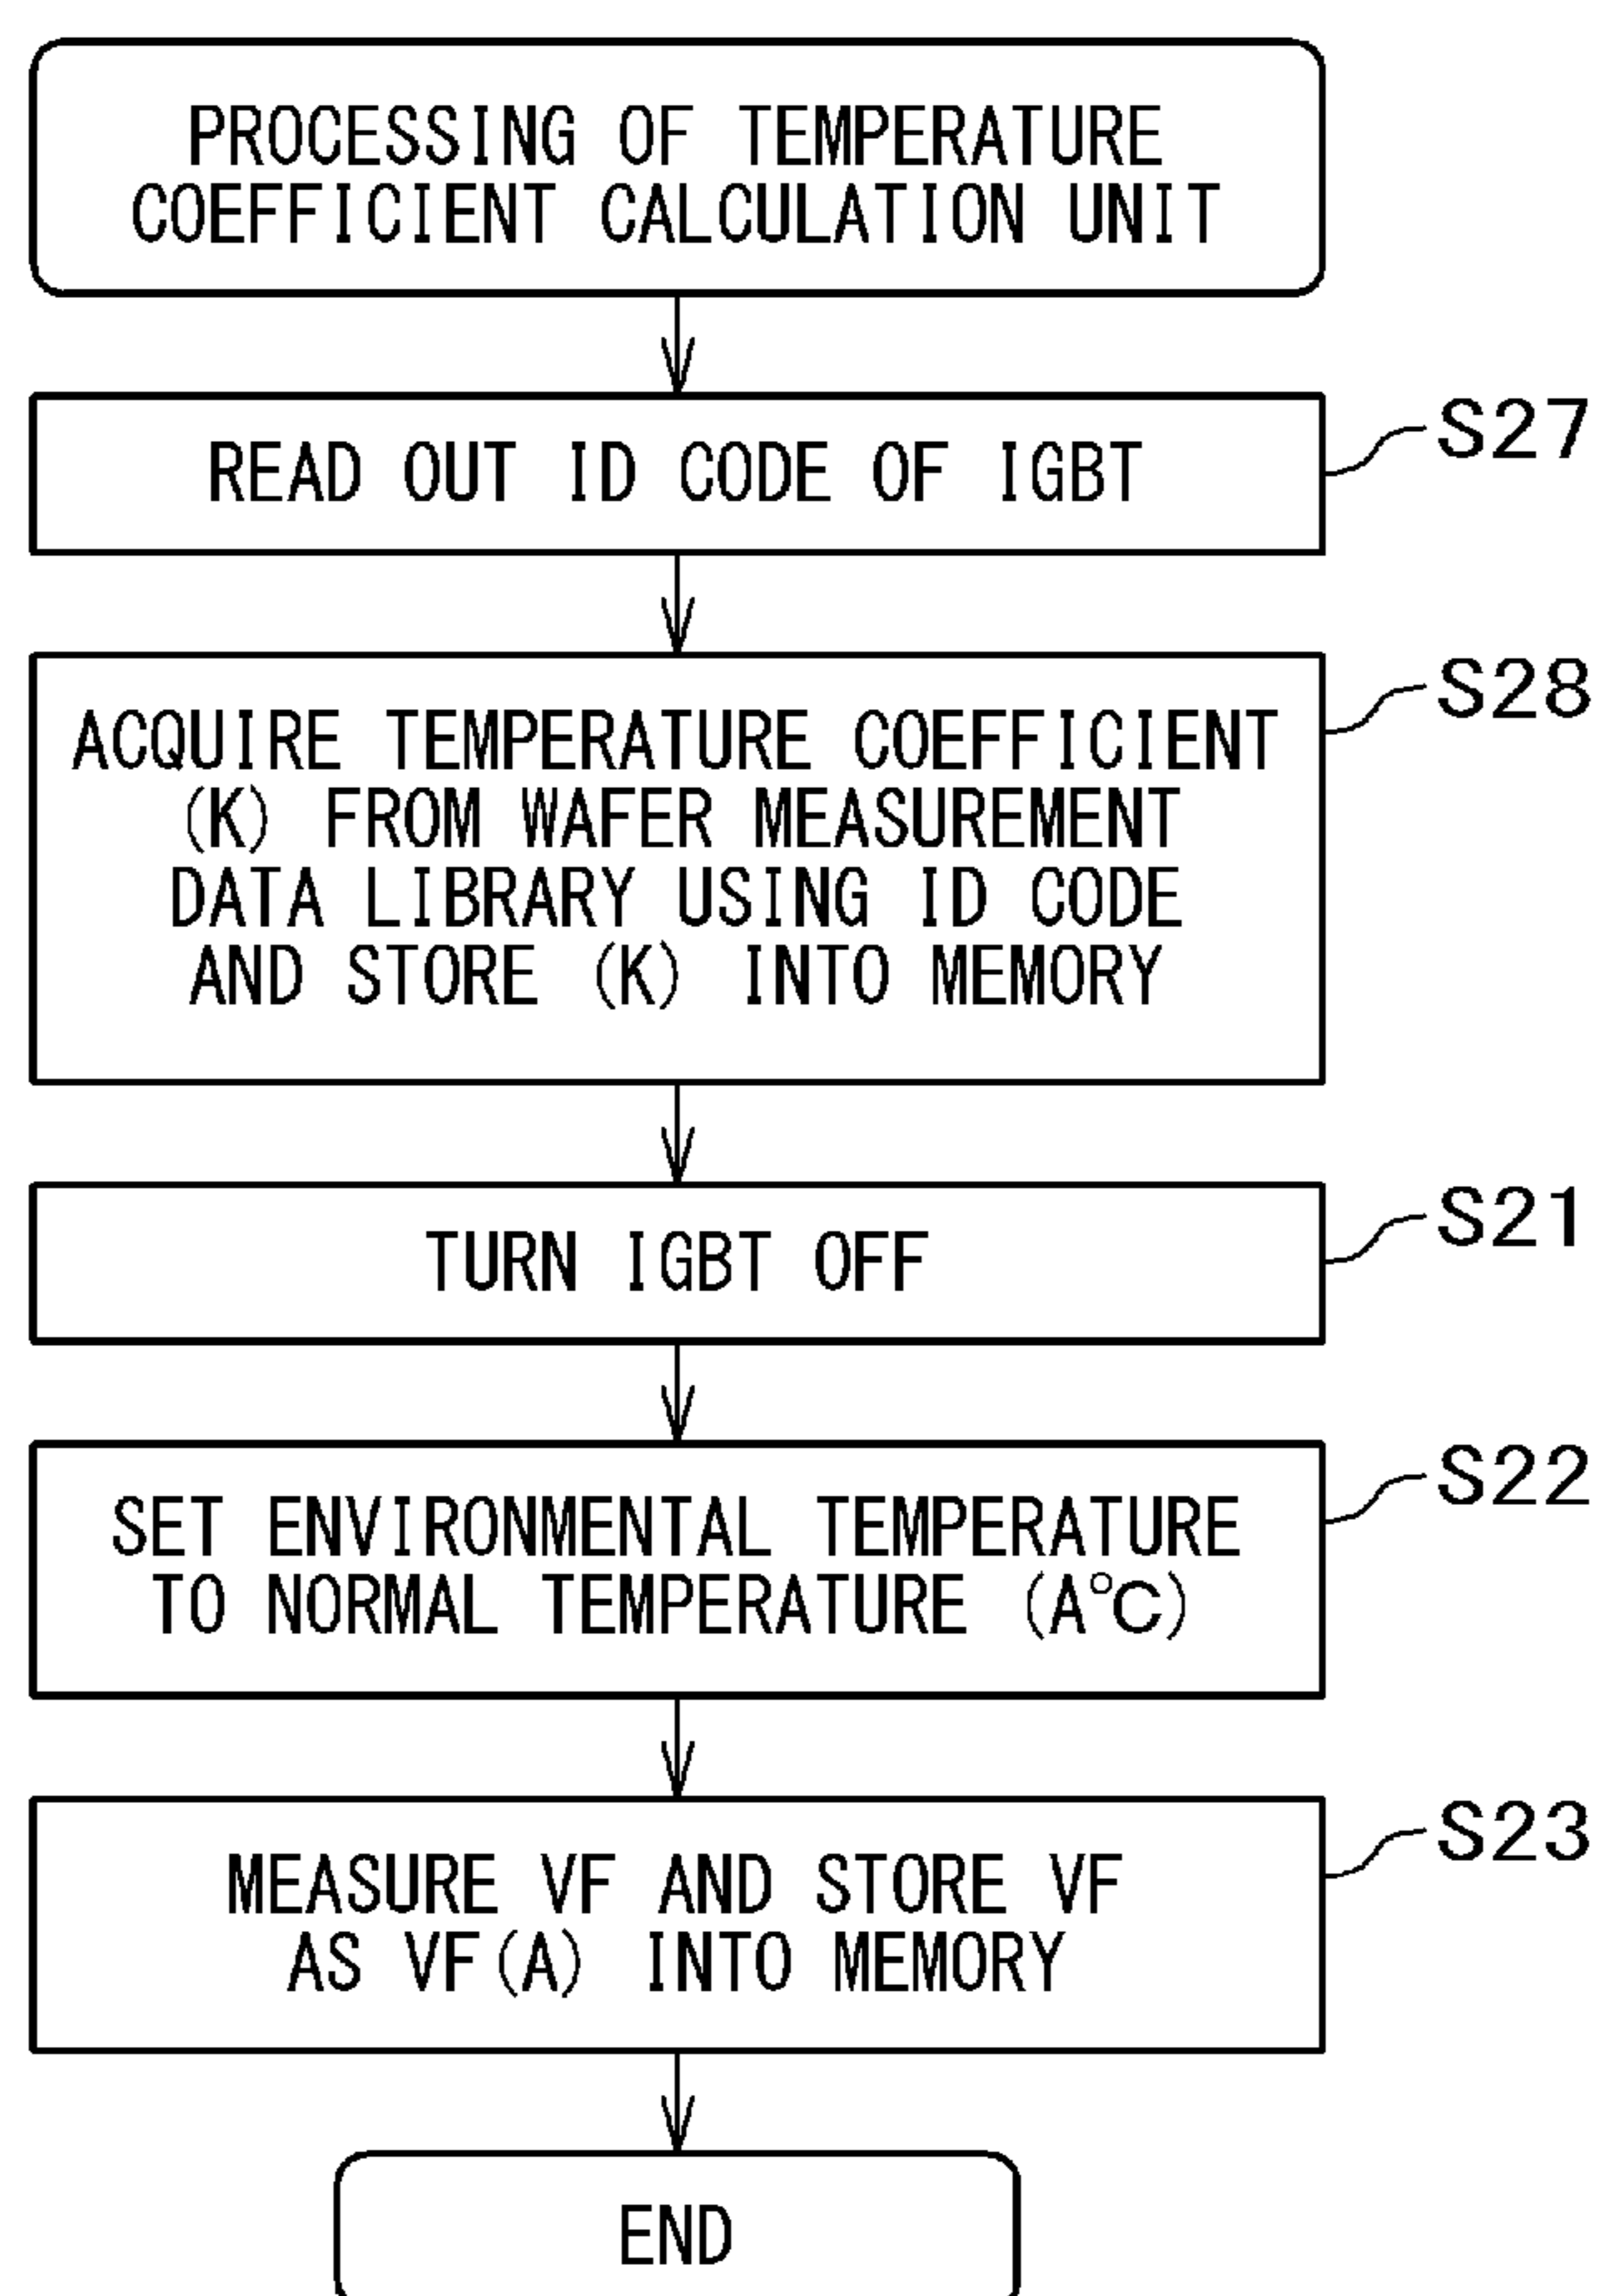 PROCESSING OF TEMPERATURE
COEFFICIENT CALCULATION UNIT
READ OUT ID CODE OF IGBT
S27
ACQUIRE TEMPERATURE COEFFICIENT
(K) FROM WAFER MEASUREMENT
DATA LIBRARY USING ID CODE
AND STORE (K) INTO MEMORY
S28
TURN IGBT OFF
S21
SET ENVIRONMENTAL TEMPERATURE
TO NORMAL TEMPERATURE (A°C)
S22
MEASURE VF AND STORE VF
AS VF(A) INTO MEMORY
S23
END